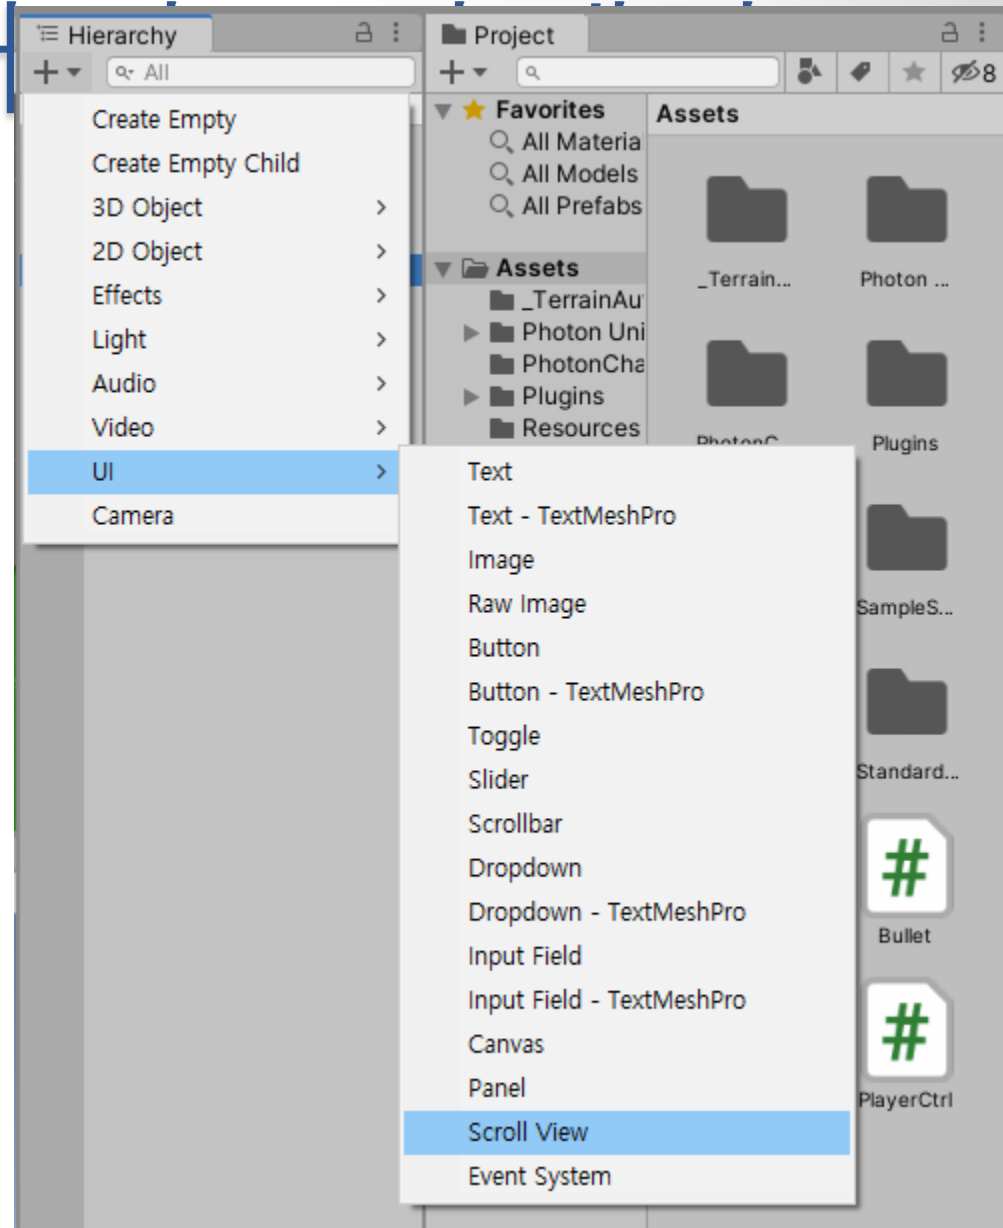 Hierarchy
All
Create Empty
Create Empty Child
3D Object
2D Object
Effects
Light
Audio
Video
UI
Camera
Text
Text - TextMeshPro
Image
Raw Image
Button
Button - TextMeshPro
Toggle
Slider
Scrollbar
Dropdown
Dropdown - TextMeshPro
Input Field
Input Field - TextMeshPro
Canvas
Panel
Scroll View
Event System
Project
8
Favorites
All Materia
All Models
All Prefabs
Assets
_TerrainAu
Photon Uni
PhotonCha
Plugins
Resources
Assets
_Terrain...
Photon ...
PhotonC
Plugins
SampleS...
Standard...
Bullet
PlayerCtrl